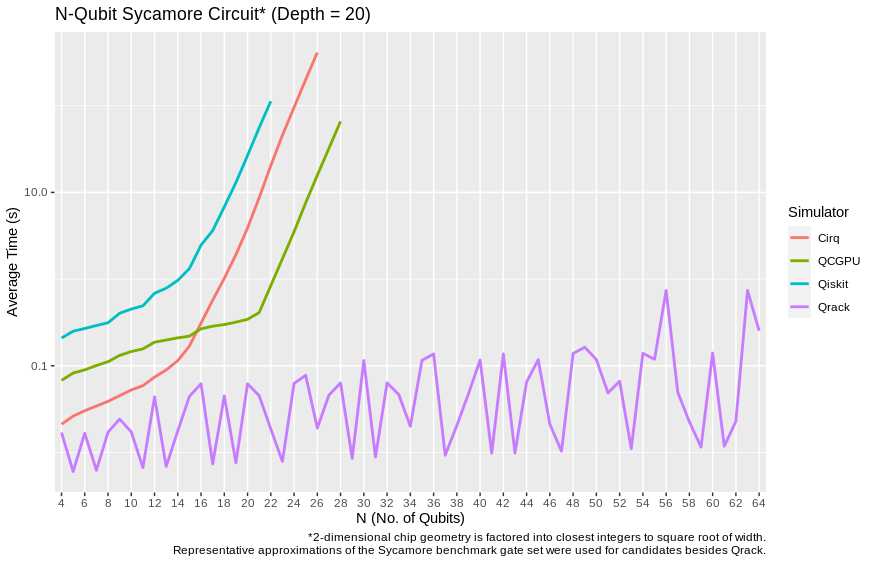 N-Qubit Sycamore Circuit* (Depth = 20)
Average Time (s)
10.0
0.1
4 6 8 10 12 14 16 18 20 22 24 26 28 30 32 34 36 38 40 42 44 46 48 50 52 54 56 58 60 62 64
N (No. of Qubits)
Simulator
Cirq
QCGPU
Qiskit
Qrack
*2-dimensional chip geometry is factored into closest integers to square root of width.
Representative approximations of the Sycamore benchmark gate set were used for candidates besides Qrack.